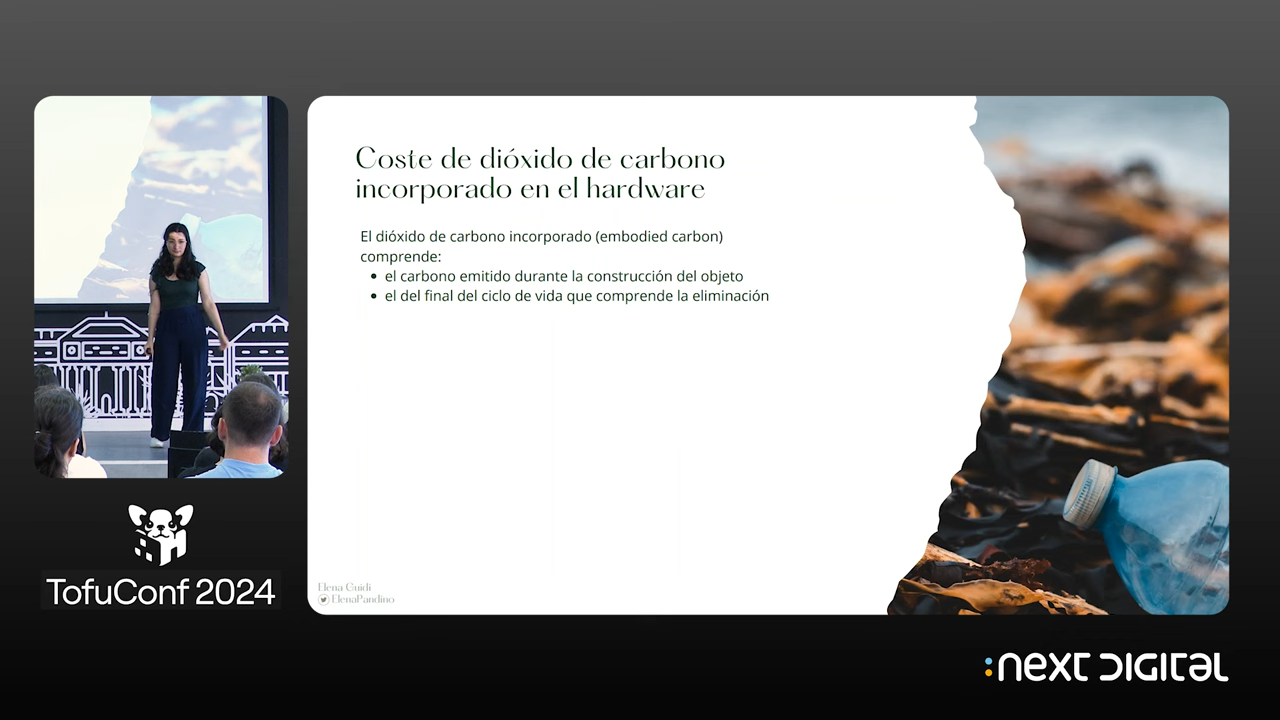 Coste de dióxido de carbono
incorporado en el hardware
El dióxido de carbono incorporado (embodied carbon)
comprende:
el carbono emitido durante la construcción del objeto
el del final del ciclo de vida que comprende la eliminación
Elena Guidi
ElenaPandino
TofuConf 2024
:next DIGITal